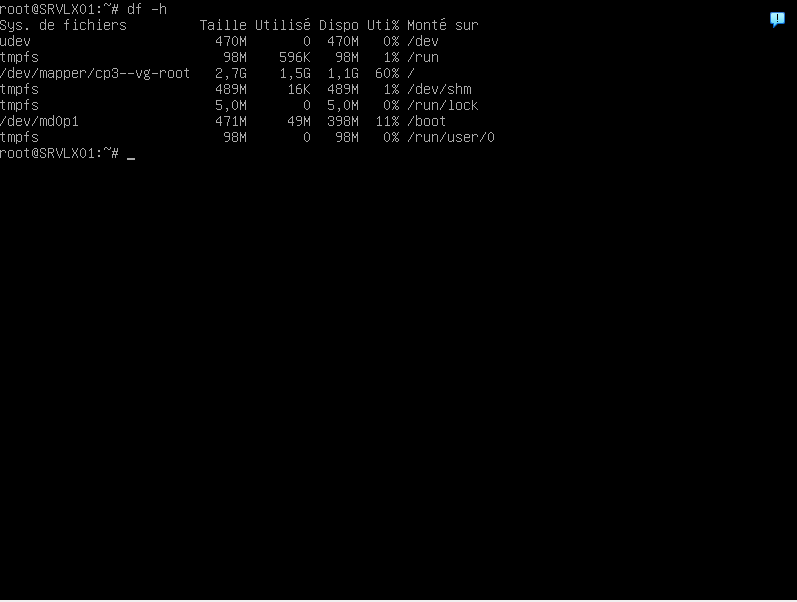 root@SRVLX01:~# df -h
Sys. de fichiers         Taille Utilisé Dispo Uti% Monté sur
udev                       470M       0  470M   0% /dev
tmpfs                       98M    596K   98M   1% /run
/dev/mapper/cp3--vg-root   2,7G    1,5G  1,1G  60% /
tmpfs                      489M     16K  489M   1% /dev/shm
tmpfs                      5,0M       0  5,0M   0% /run/lock
/dev/md0p1                 471M     49M  398M  11% /boot
tmpfs                       98M       0   98M   0% /run/user/0
root@SRVLX01:~# _